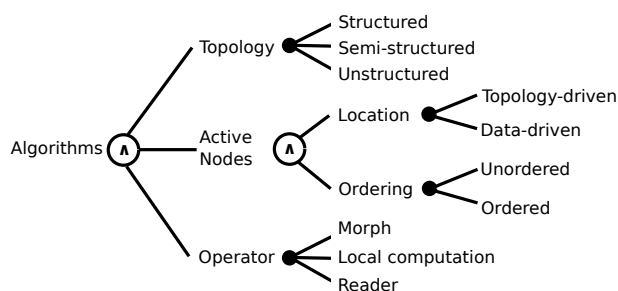 Algorithms
∧
Topology
Structured
Semi-structured
Unstructured
Active
Nodes
∧
Location
Topology-driven
Data-driven
Ordering
Unordered
Ordered
Operator
Morph
Local computation
Reader